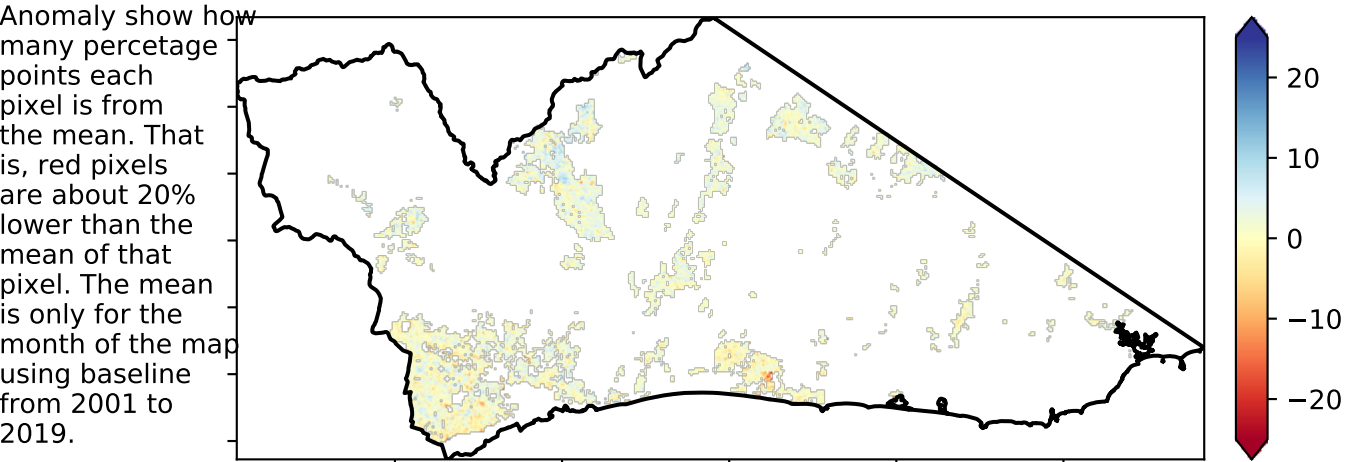 Anomaly show how
many percetage
points each
pixel is from
the mean. That
is, red pixels
are about 20%
lower than the
mean of that
pixel. The mean
is only for the
month of the map
using baseline
from 2001 to
2019.
20
10
0
−10
−20